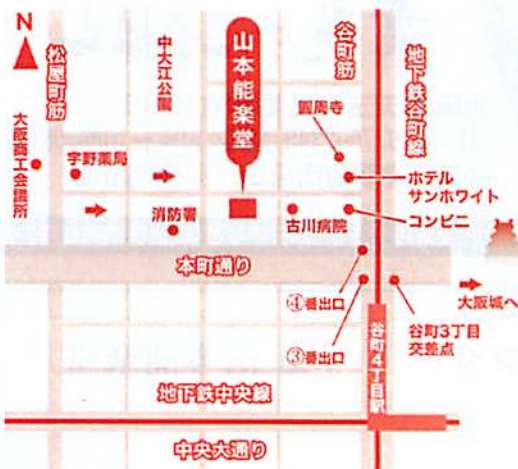 N
松屋町筋
中大江公園
山本能楽堂
谷町筋
地下鉄谷町線
大阪商工会議所
宇野薬局
圓周寺
ホテル
サンホワイト
コンビニ
消防署
古川病院
本町通り
④番出口
③番出口
大阪城へ
谷町3丁目
交差点
谷町4丁目駅
地下鉄中央線
中央大通り